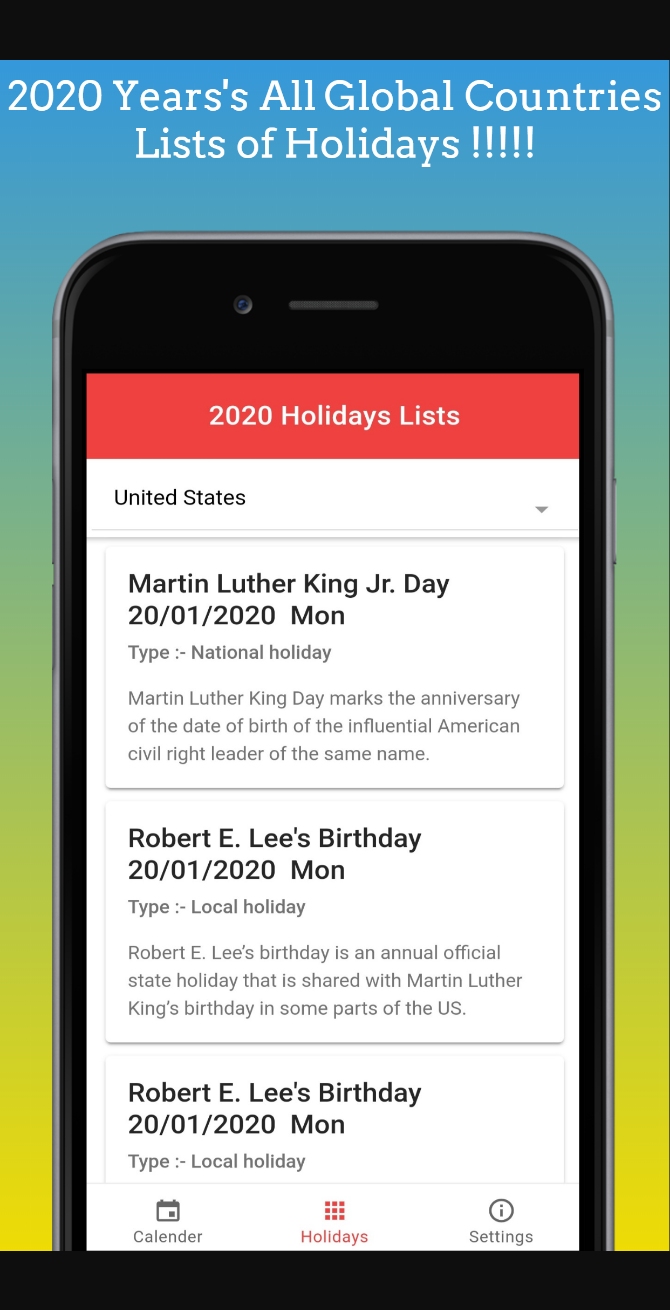 2020 Years's All Global Countries
Lists of Holidays !!!!!
2020 Holidays Lists
United States
Martin Luther King Jr. Day
20/01/2020 Mon
Type :- National holiday
Martin Luther King Day marks the anniversary
of the date of birth of the influential American
civil right leader of the same name.
Robert E. Lee's Birthday
20/01/2020 Mon
Type :- Local holiday
Robert E. Lee’s birthday is an annual official
state holiday that is shared with Martin Luther
King’s birthday in some parts of the US.
Robert E. Lee's Birthday
20/01/2020 Mon
Type :- Local holiday
Calender Holidays Settings